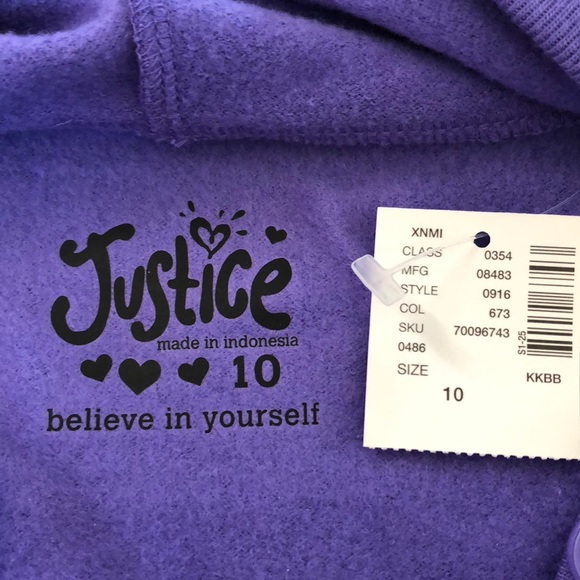 Justice
made in indonesia
10
believe in yourself
XNMI
CLASS 0354
MFG 08483
STYLE 0916
COL 673
SKU 70096743
0486
SIZE
10
$1-25
KKBB